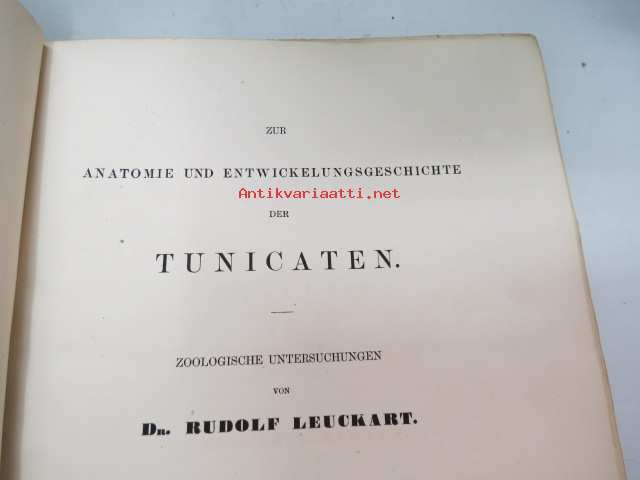 ZUR
ANATOMIE UND ENTWICKELUNGSGESCHICHTE
Antikvariaatti.net
DER
TUNICATEN.
ZOOLOGISCHE UNTERSUCHUNGEN
VON
DR. RUDOLF LEUCKART.